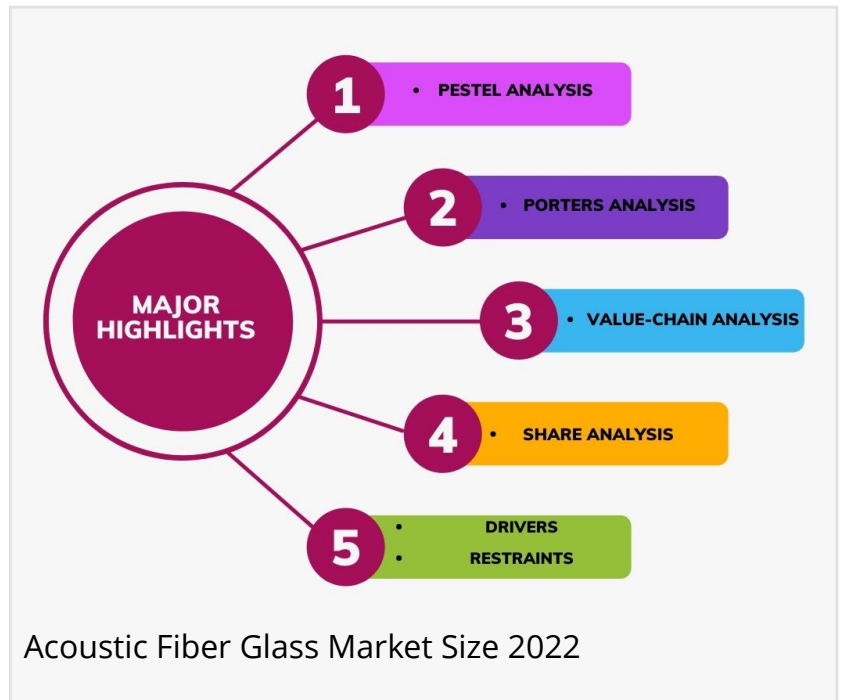 MAJOR
HIGHLIGHTS
1
• PESTEL ANALYSIS
2
• PORTERS ANALYSIS
3
• VALUE-CHAIN ANALYSIS
4
• SHARE ANALYSIS
5
• DRIVERS
• RESTRAINTS
Acoustic Fiber Glass Market Size 2022